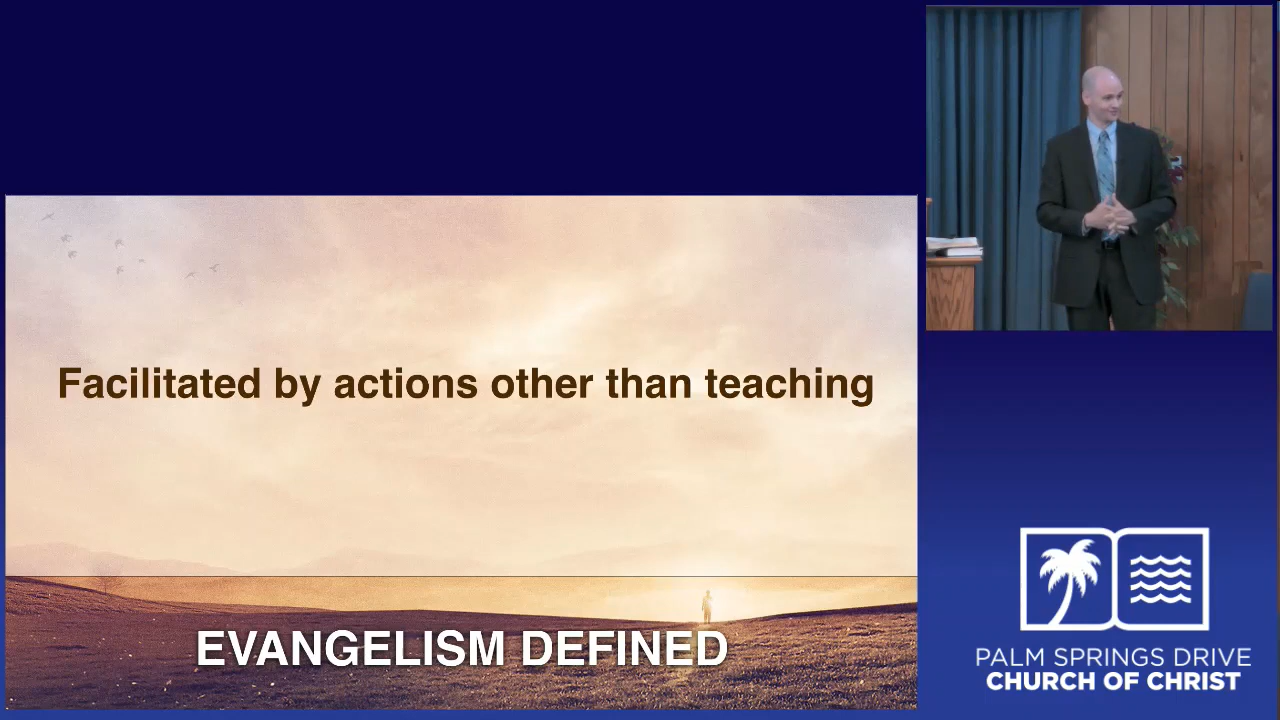 Facilitated by actions other than teaching
EVANGELISM DEFINED
PALM SPRINGS DRIVE
CHURCH OF CHRIST